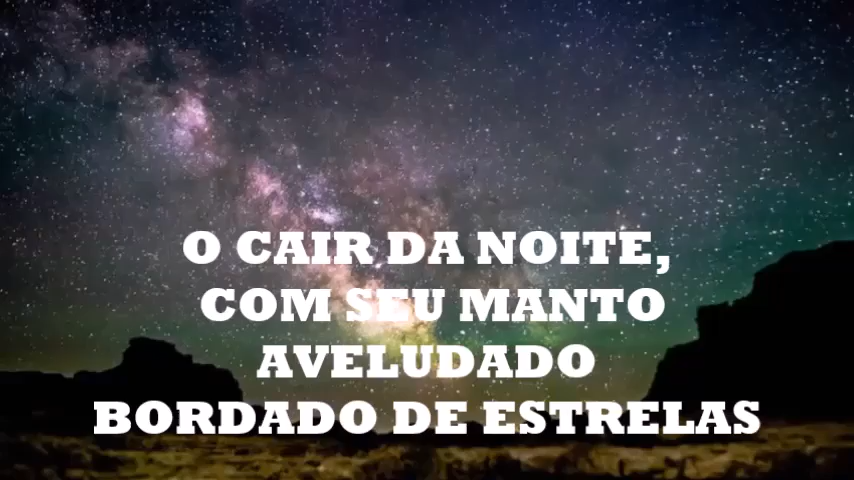 O CAIR DA NOITE,
COM SEU MANTO
AVELUDADO
BORDADO DE ESTRELAS